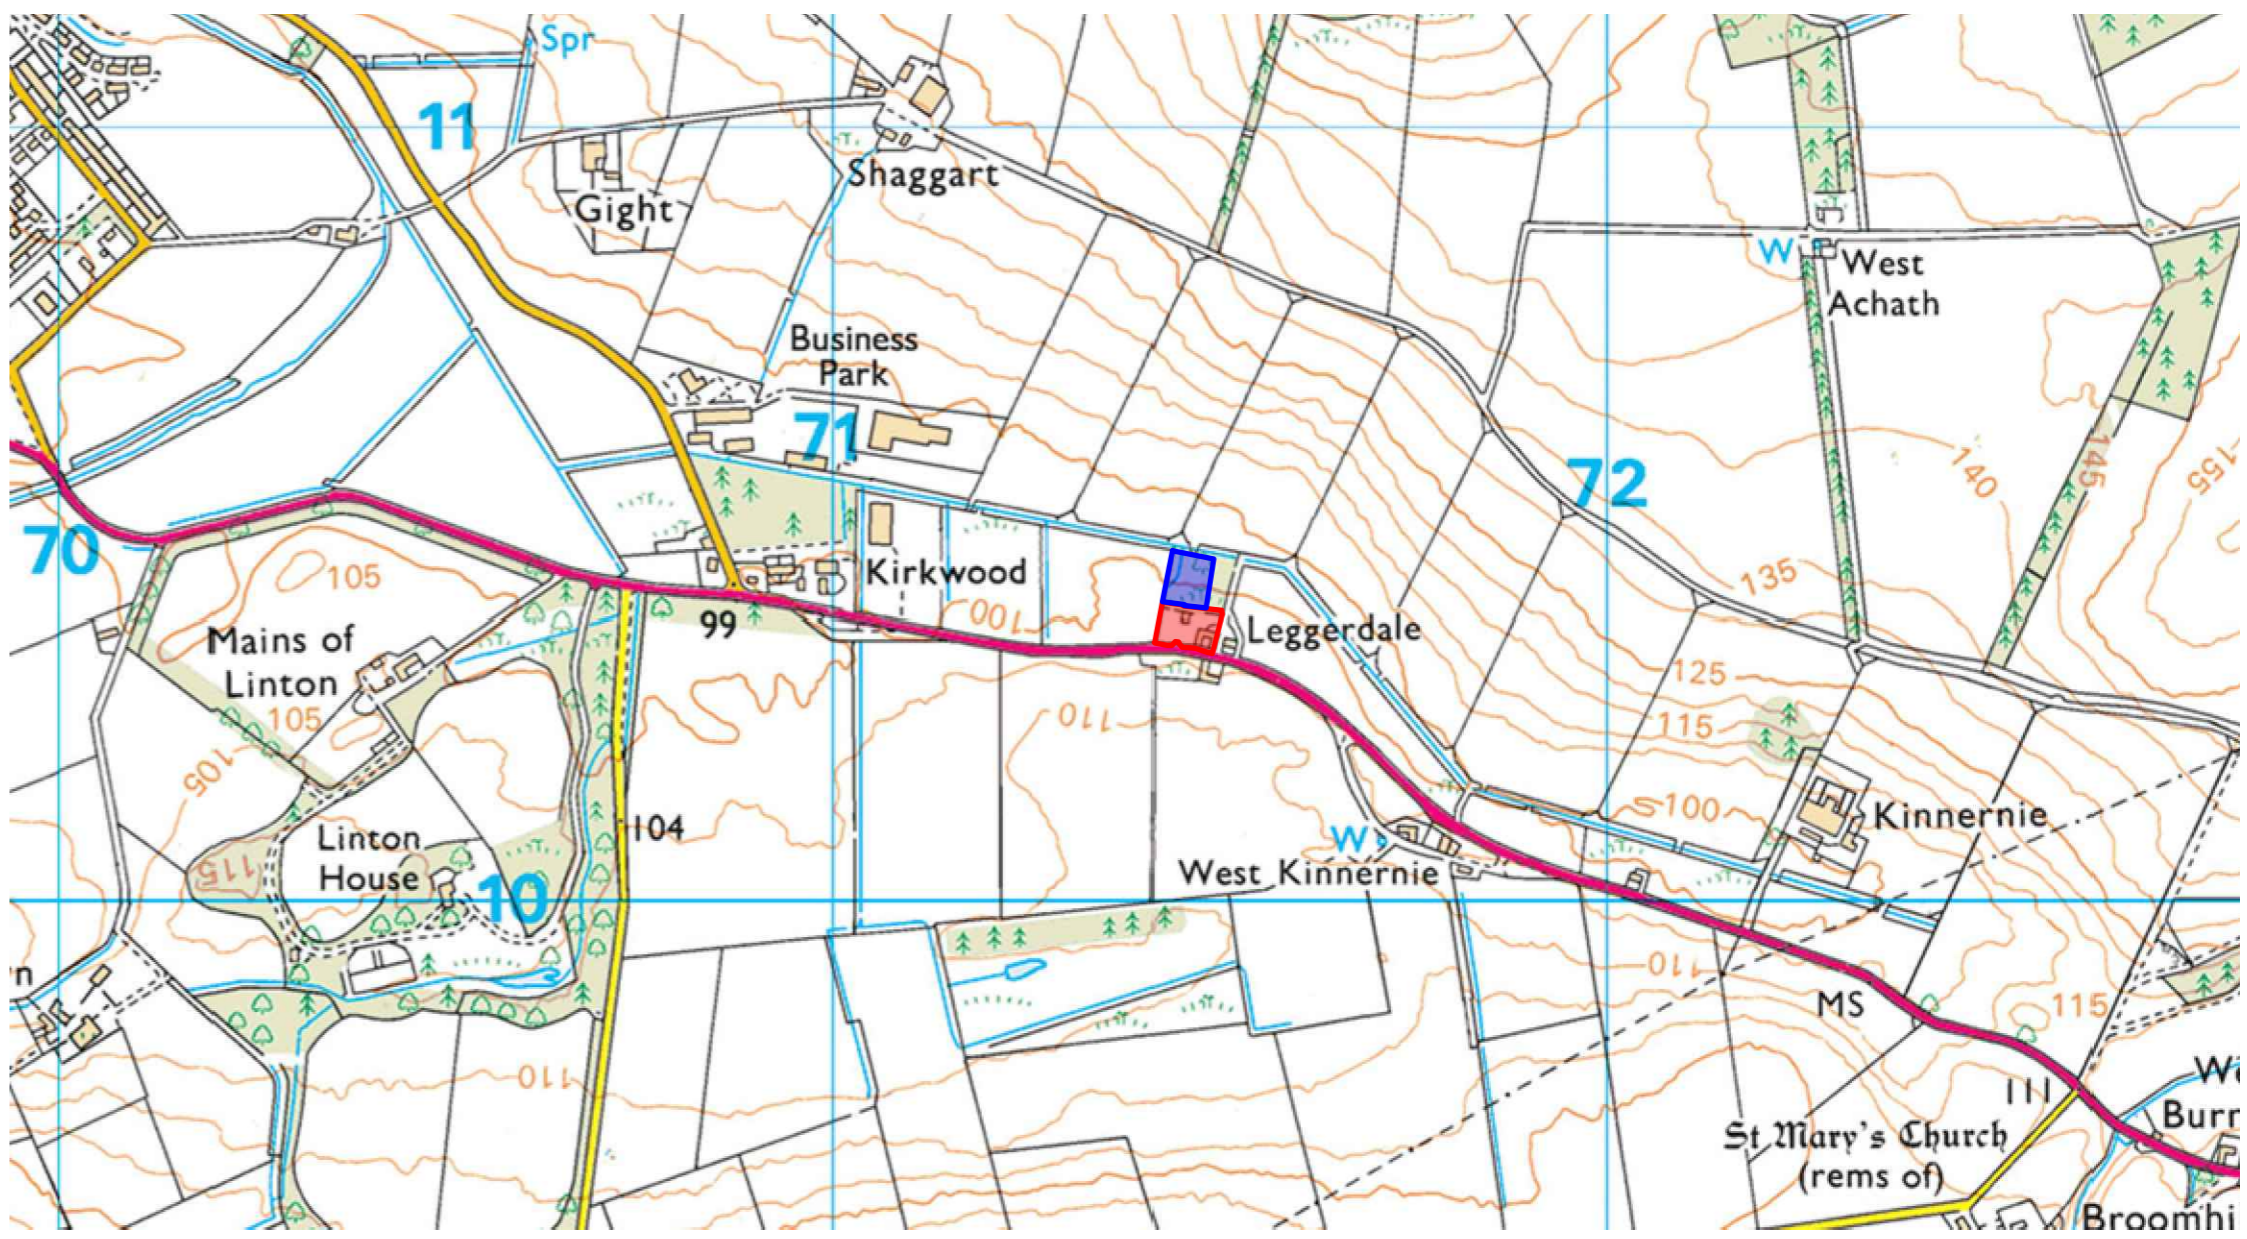 Spr
11
Shaggart
Gight
W
West
Achath
Business
Park
71
72
140
145
155
70
105
Kirkwood
135
100
99
Leggerdale
Mains of
Linton
105
125
110
115
105
100
Kinnernie
104
Linton
House
115
W
West Kinnernie
10
n
110
MS
115
110
111
St Mary's Church
(rems of)
Burr
Broomhi